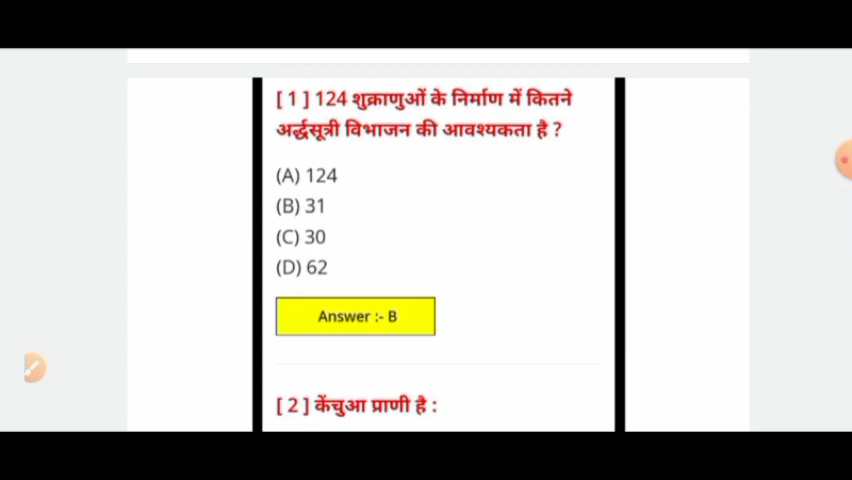 [ 1 ] 124 शुक्राणुओं के निर्माण में कितने
अर्द्धसूत्री विभाजन की आवश्यकता है ?
(A) 124
(B) 31
(C) 30
(D) 62
Answer :- B
[ 2 ] केंचुआ प्राणी है :